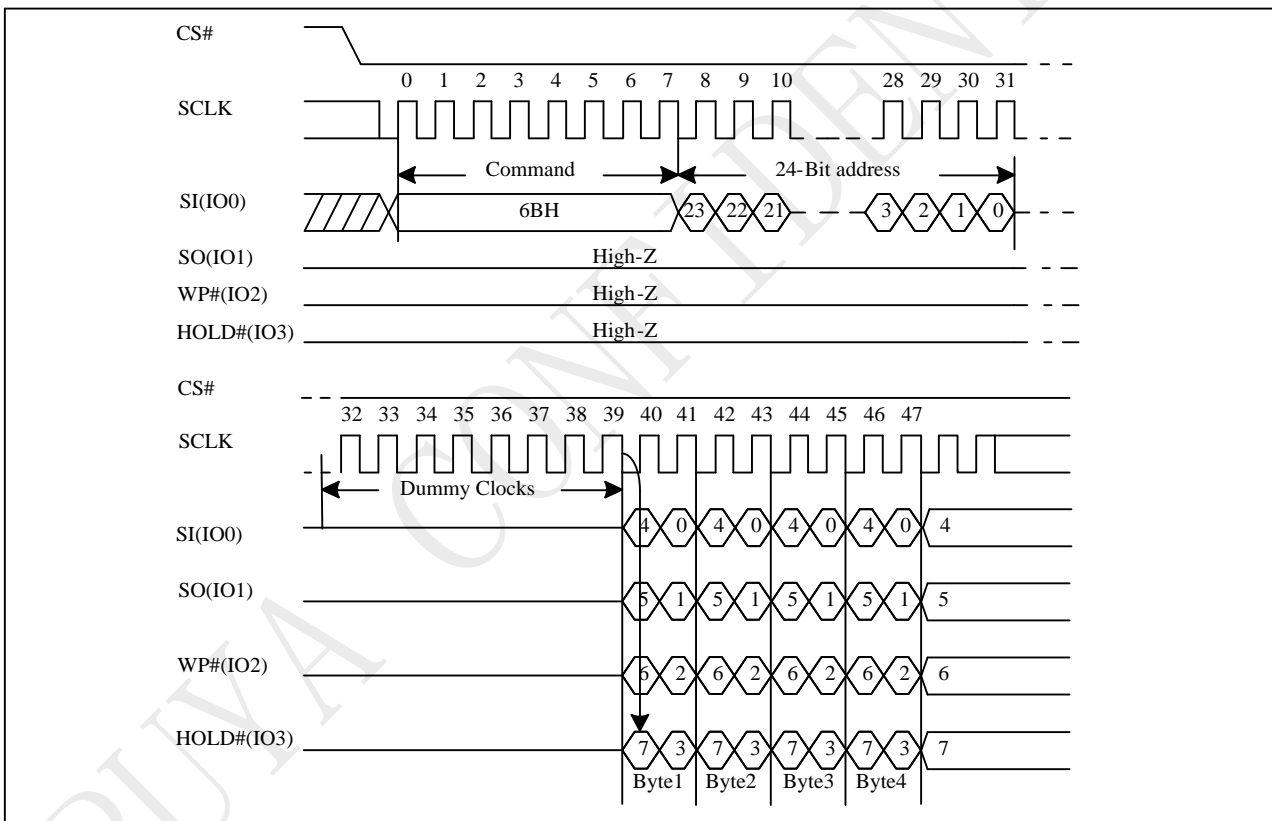 CS#
0 1 2 3 4 5 6 7 8 9 10 28 29 30 31
SCLK
Command 24-Bit address
SI(IO0) 6BH 23 22 21 3 2 1 0
SO(IO1) High-Z
WP#(IO2) High-Z
HOLD#(IO3) High-Z
CS#
32 33 34 35 36 37 38 39 40 41 42 43 44 45 46 47
SCLK
Dummy Clocks
SI(IO0) 4 0 4 0 4 0 4 0 4
SO(IO1) 5 1 5 1 5 1 5 1 5
WP#(IO2) 6 2 6 2 6 2 6 2 6
HOLD#(IO3) 7 3 7 3 7 3 7 3 7
Byte1 Byte2 Byte3 Byte4
PUYA CONFIDENT